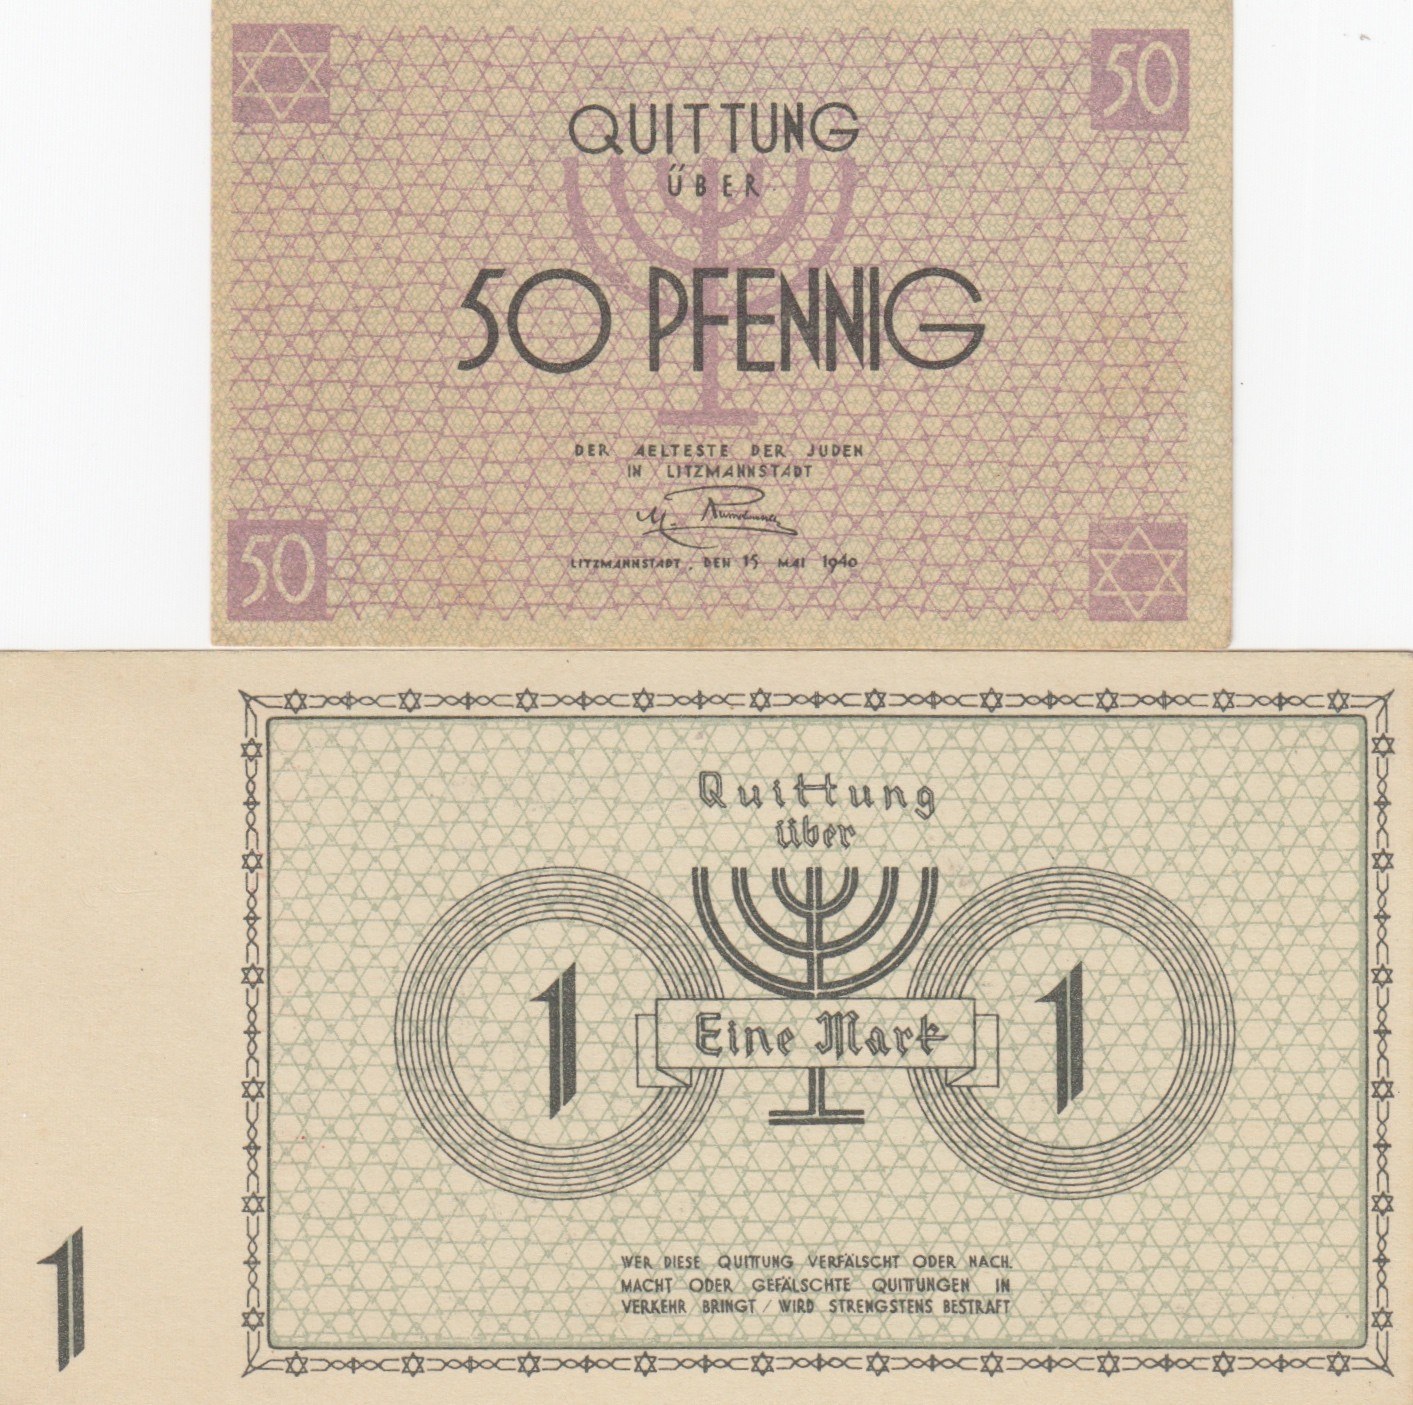 50
QUITTUNG
ÜBER
50 PFENNIG
DER AELTESTE DER JUDEN
IN LITZMANNSTADT
50
LITZMANNSTADT, DEN 15 MAI 1940
Quittung
über
1
Eine Mark
1
WER DIESE QUITTUNG VERFÄLSCHT ODER NACH-
MACHT ODER GEFÄLSCHTE QUITTUNGEN IN
VERKEHR BRINGT / WIRD STRENGSTENS BESTRAFT
1